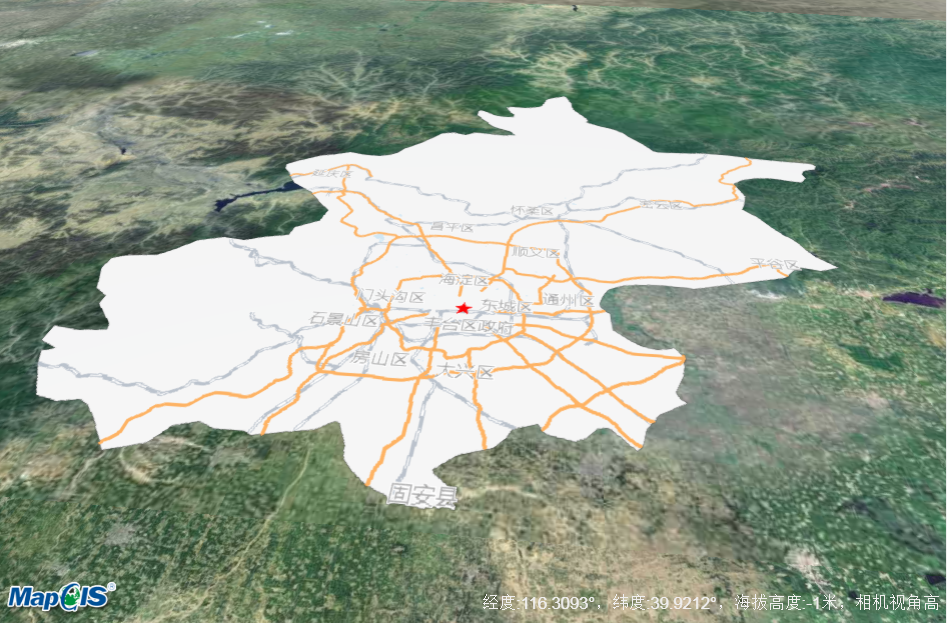 延庆区
怀柔区
密云区
昌平区
顺义区
平谷区
海淀区
门头沟区
东城区
通州区
石景山区
丰台区政府
房山区
大兴区
固安县
MapGIS®
经度:116.3093°，纬度:39.9212°，海拔高度:-1米，相机视角高